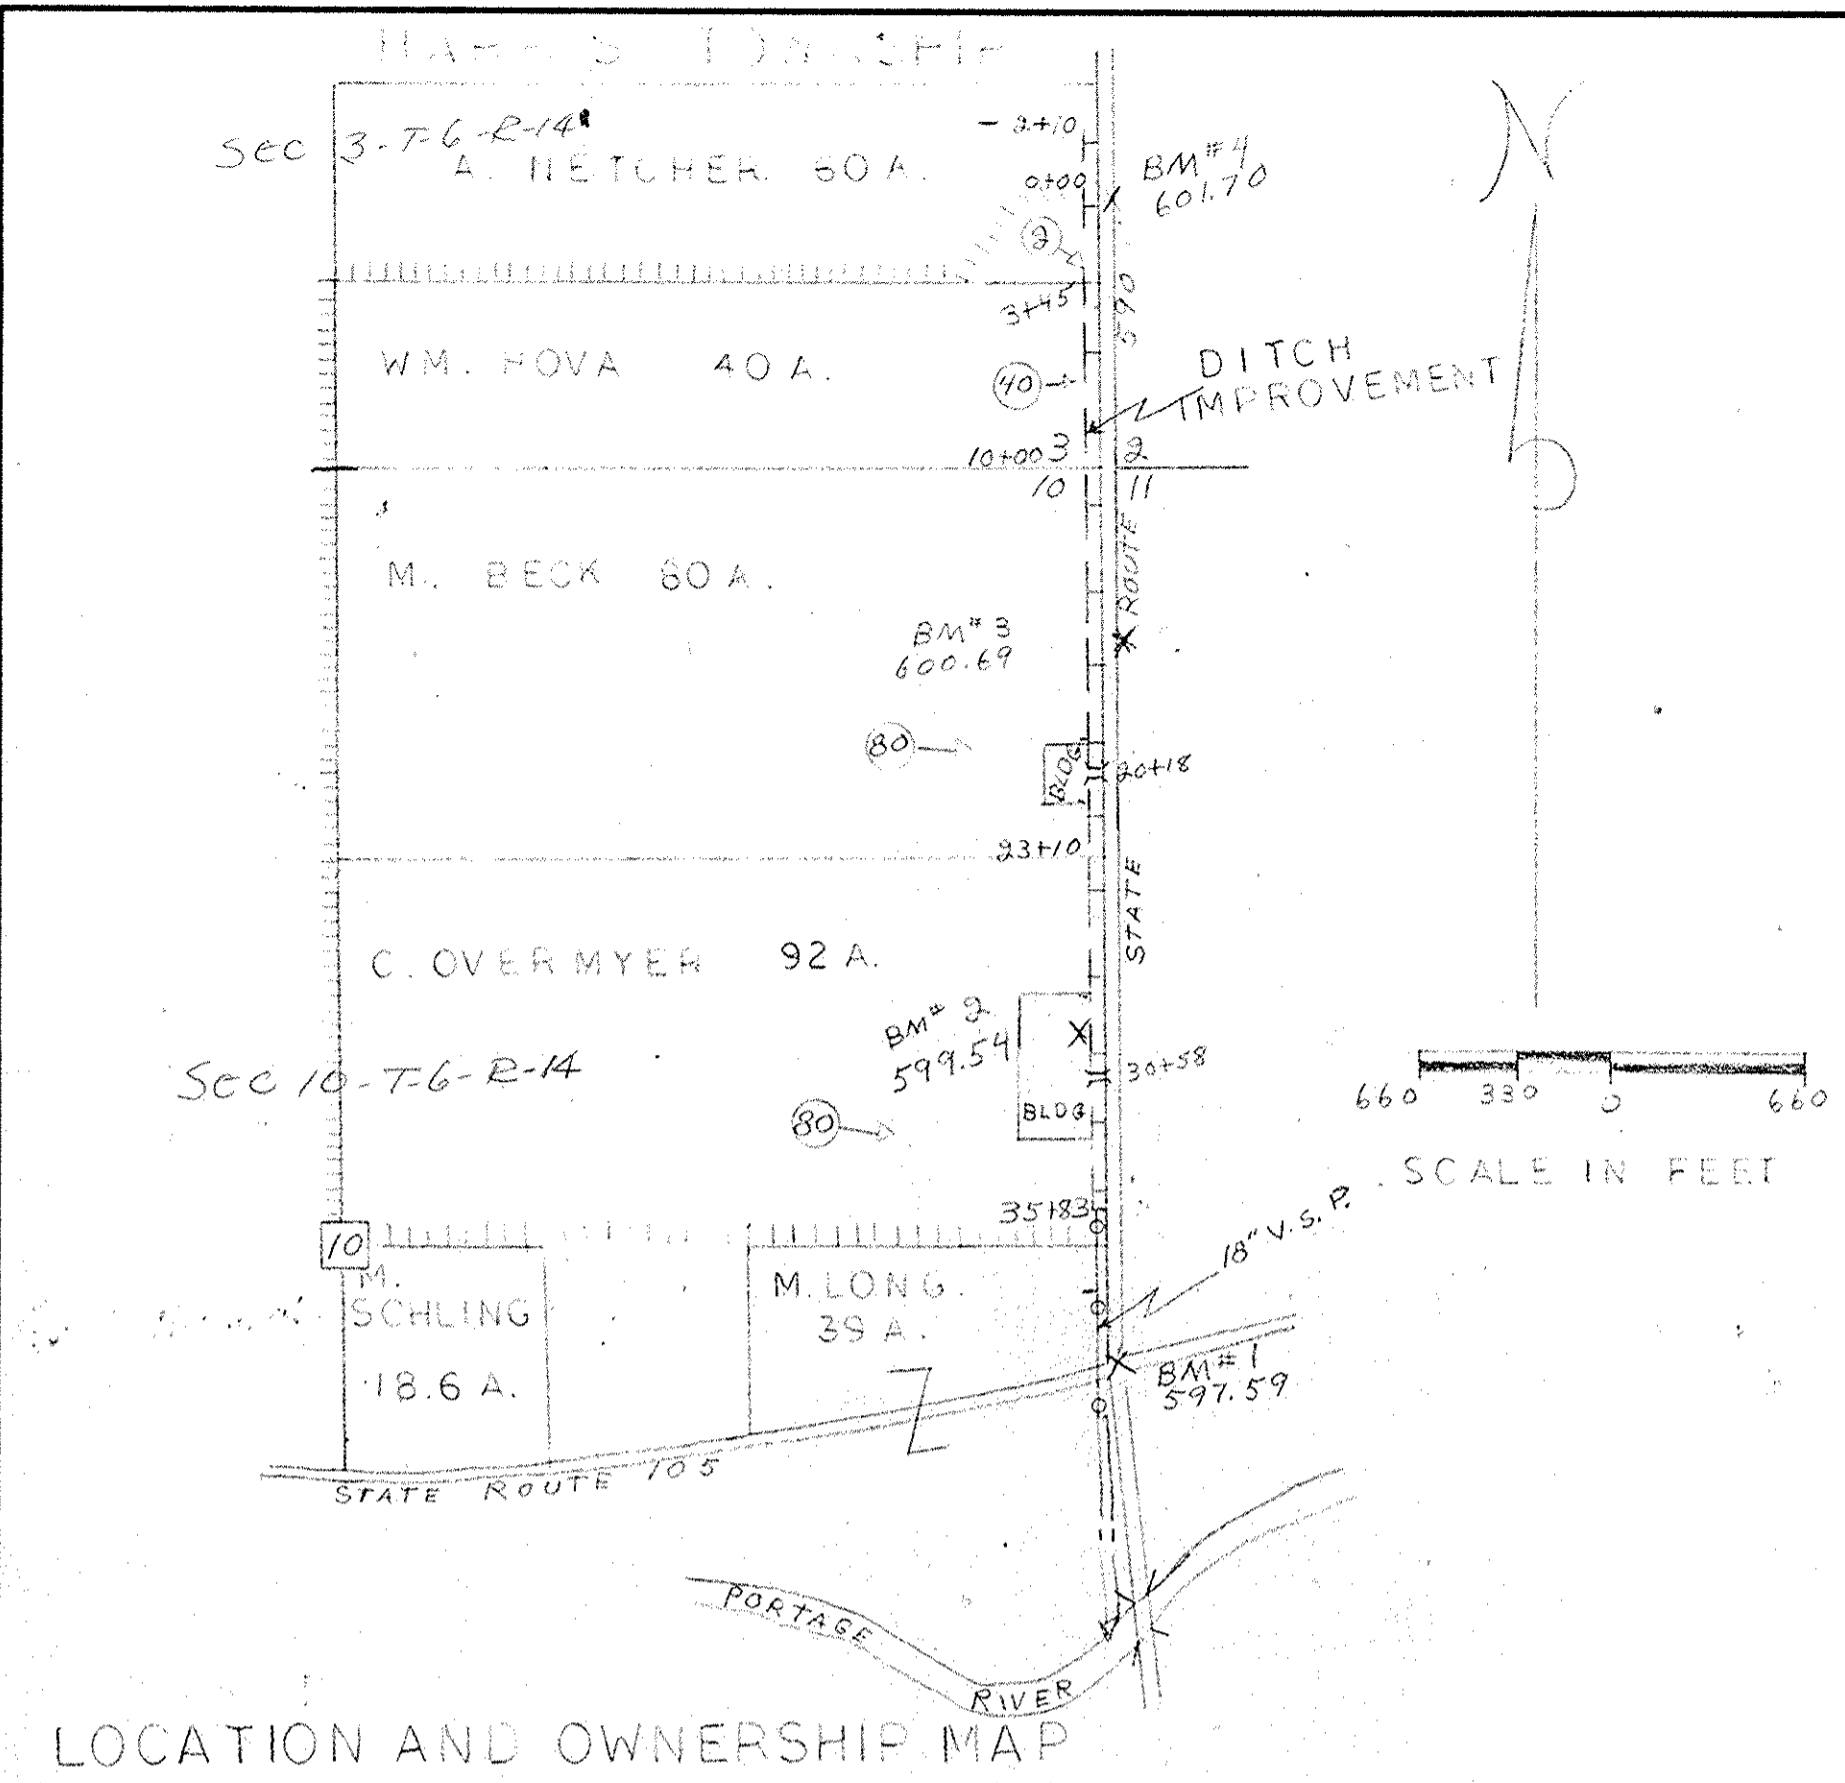 TOWNSHIP
SEC 3-T-6-R-14
A. NETCHER 60 A.
- 2+10
0+00
BM #4
601.70
N
2
3+45
590
WM. HOVA 40 A.
40
DITCH
IMPROVEMENT
10+00 3 2
10 11
ROUTE
M. BECK 80 A.
BM # 3
600.69
80
BLDG
20+18
23+10
STATE
C. OVERMYER 92 A.
BM # 2
599.54
SEC 10-T-6-R-14
30+58
80
BLDG
660 330 0 660
SCALE IN FEET
35+83
18" V.S.P.
10
M.
SCHLING
18.6 A.
M. LONG.
39 A.
BM # 1
597.59
STATE ROUTE 105
PORTAGE
RIVER
LOCATION AND OWNERSHIP MAP